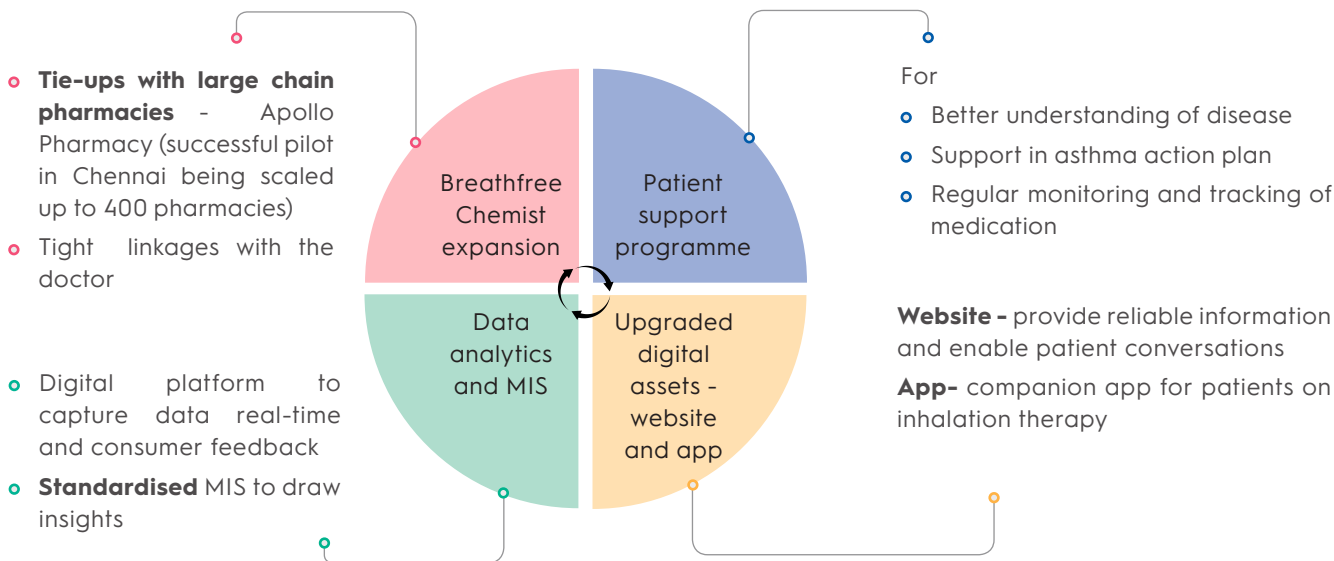 Tie-ups with large chain
pharmacies - Apollo
Pharmacy (successful pilot
in Chennai being scaled
up to 400 pharmacies)
Tight linkages with the
doctor
Breathfree
Chemist
expansion
Patient
support
programme
For
Better understanding of disease
Support in asthma action plan
Regular monitoring and tracking of
medication
Digital platform to
capture data real-time
and consumer feedback
Standardised MIS to draw
insights
Data
analytics
and MIS
Upgraded
digital
assets -
website
and app
Website - provide reliable information
and enable patient conversations
App- companion app for patients on
inhalation therapy